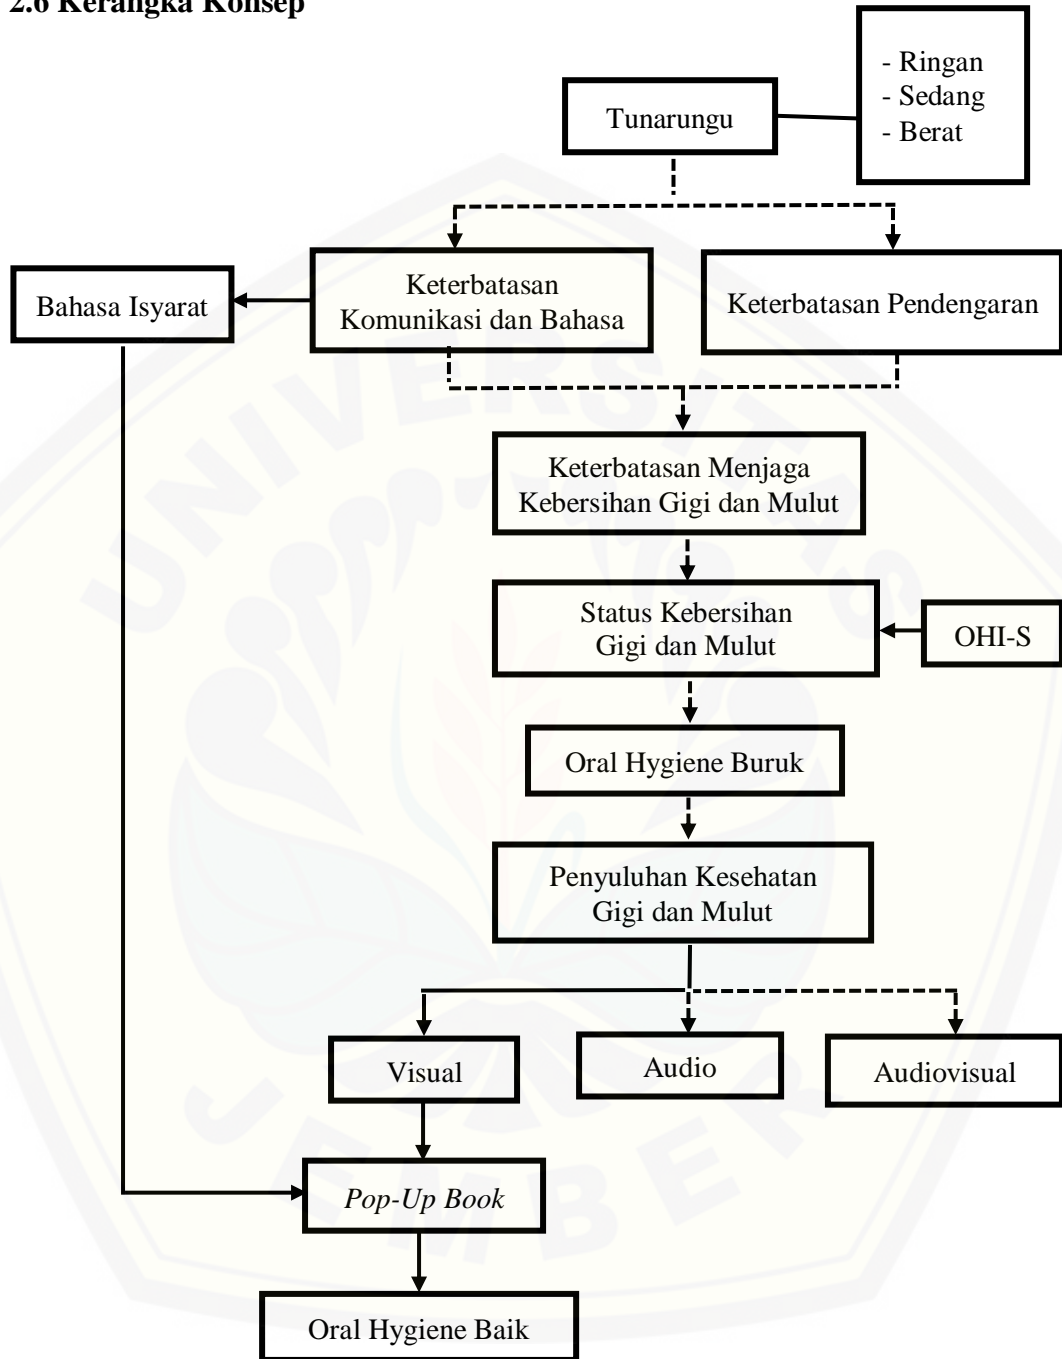 2.6 Kerangka Konsep
- Ringan
- Sedang
- Berat
Tunarungu
Bahasa Isyarat
Keterbatasan
Komunikasi dan Bahasa
Keterbatasan Pendengaran
Keterbatasan Menjaga
Kebersihan Gigi dan Mulut
Status Kebersihan
Gigi dan Mulut
OHI-S
Oral Hygiene Buruk
Penyuluhan Kesehatan
Gigi dan Mulut
Visual
Audio
Audiovisual
Pop-Up Book
Oral Hygiene Baik
UNIVERSITAS
JEMBER